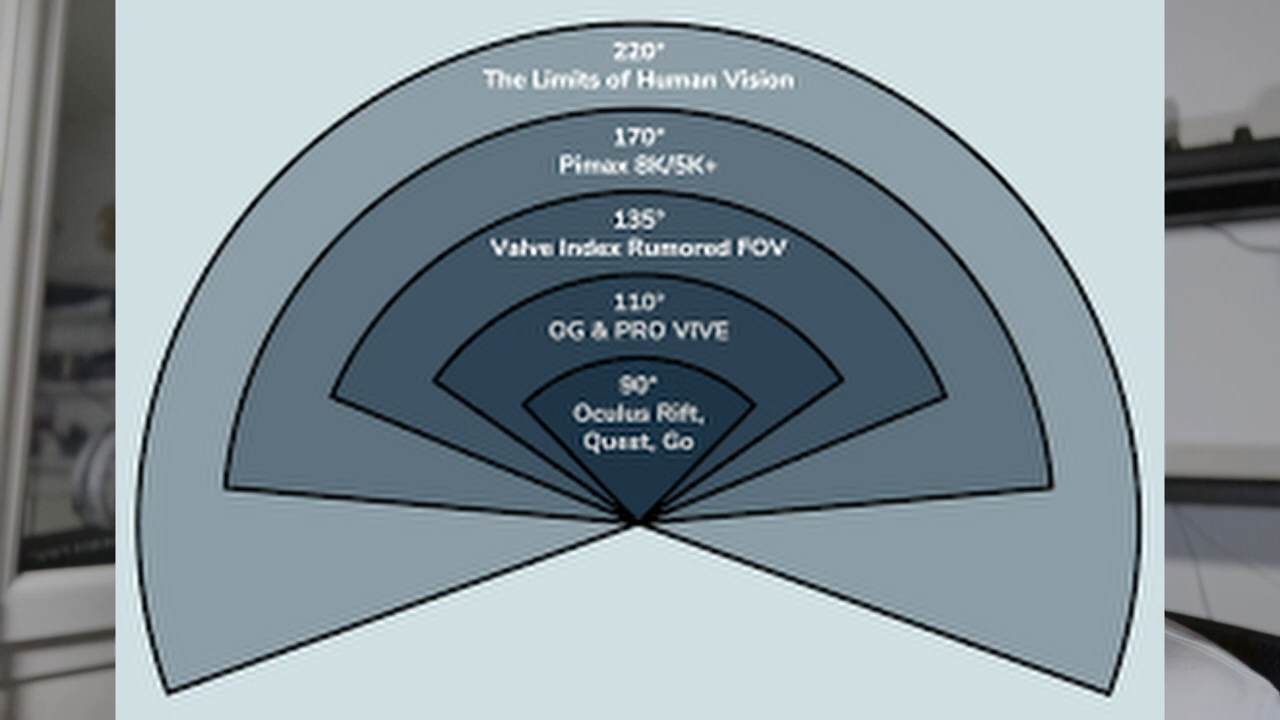 220°
The Limits of Human Vision
170°
Pimax 8K/5K+
135°
Valve Index Rumored FOV
110°
OG & PRO VIVE
90°
Oculus Rift,
Quest, Go